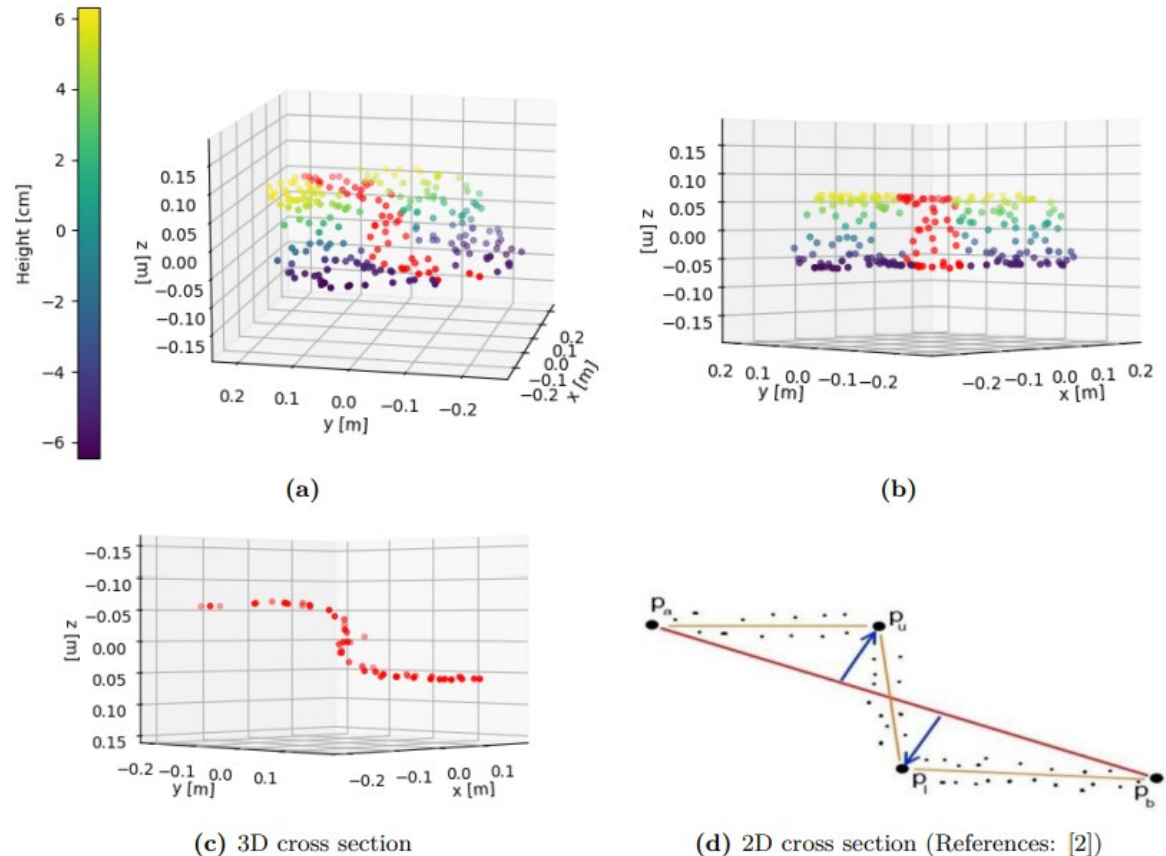 Height [cm]
6
4
2
0
−2
−4
−6
z [m]
0.15
0.10
0.05
0.00
−0.05
−0.10
−0.15
0.2
0.1
0.0
−0.1
−0.2
y [m]
−0.2
−0.1
0.0
0.1
0.2
x [m]
(a)
z [m]
0.15
0.10
0.05
0.00
−0.05
−0.10
−0.15
0.2 0.1 0.0 −0.1 −0.2
y [m]
−0.2 −0.1 0.0 0.1 0.2
x [m]
(b)
z [m]
−0.15
−0.10
−0.05
0.00
0.05
0.10
0.15
−0.2 −0.1 0.0 0.1
y [m]
−0.2 −0.1 0.0 0.1
x [m]
(c) 3D cross section
pa
pu
pl
pb
(d) 2D cross section (References: [2])